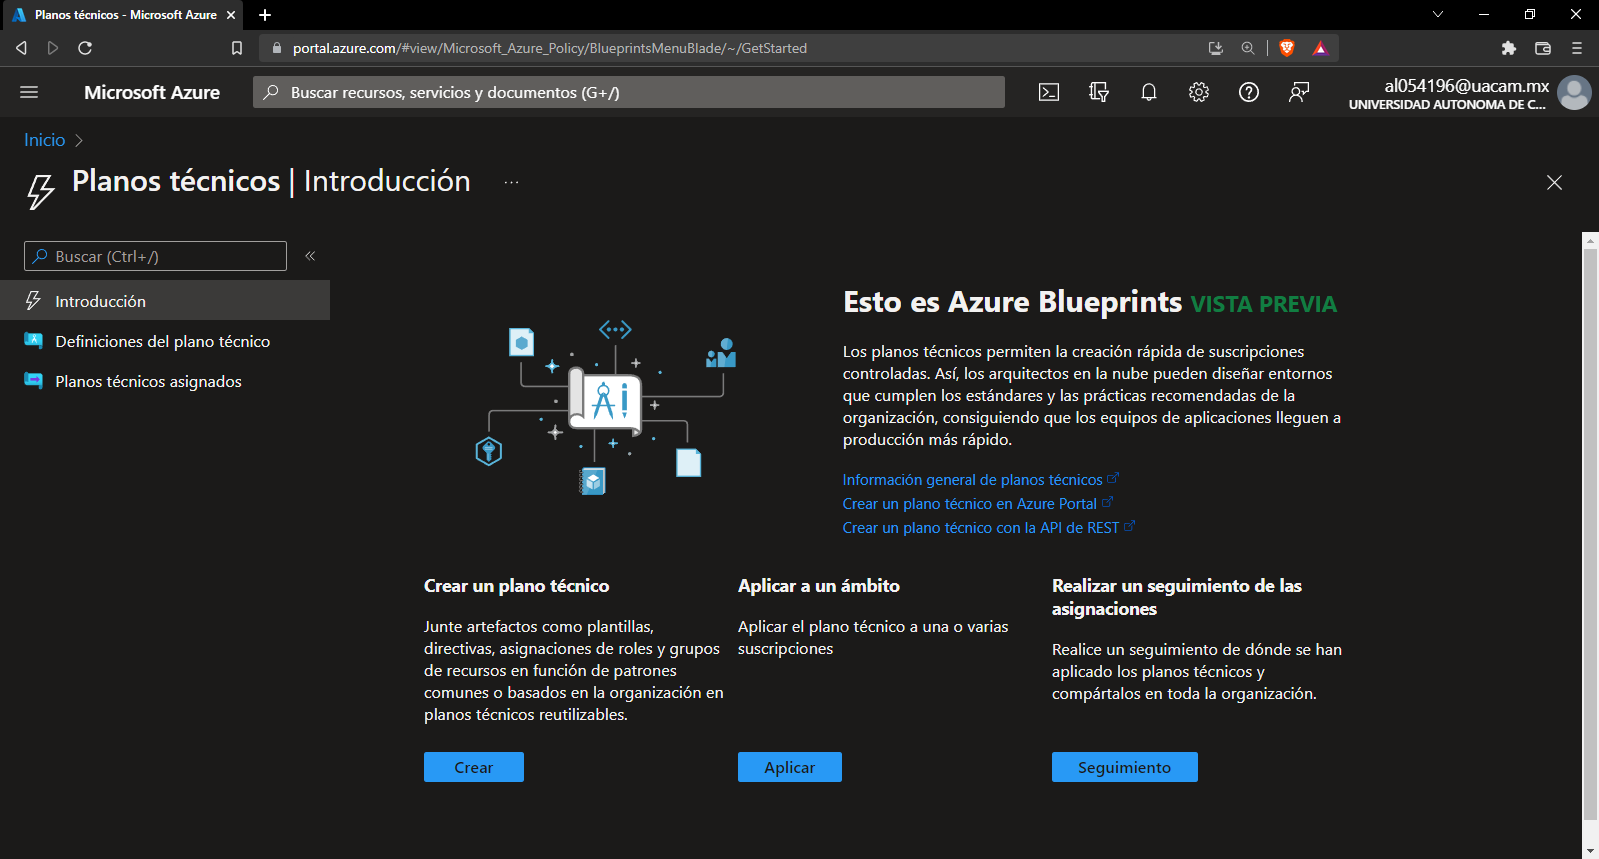 Planos técnicos - Microsoft Azure
portal.azure.com/#view/Microsoft_Azure_Policy/BlueprintsMenuBlade/~/GetStarted
Microsoft Azure
Buscar recursos, servicios y documentos (G+/)
al054196@uacam.mx
UNIVERSIDAD AUTONOMA DE C...
Inicio
Planos técnicos | Introducción
...
Buscar (Ctrl+/)
Introducción
Definiciones del plano técnico
Planos técnicos asignados
Esto es Azure Blueprints VISTA PREVIA
Los planos técnicos permiten la creación rápida de suscripciones
controladas. Así, los arquitectos en la nube pueden diseñar entornos
que cumplen los estándares y las prácticas recomendadas de la
organización, consiguiendo que los equipos de aplicaciones lleguen a
producción más rápido.
Información general de planos técnicos
Crear un plano técnico en Azure Portal
Crear un plano técnico con la API de REST
Crear un plano técnico
Junte artefactos como plantillas,
directivas, asignaciones de roles y grupos
de recursos en función de patrones
comunes o basados en la organización en
planos técnicos reutilizables.
Crear
Aplicar a un ámbito
Aplicar el plano técnico a una o varias
suscripciones
Aplicar
Realizar un seguimiento de las
asignaciones
Realice un seguimiento de dónde se han
aplicado los planos técnicos y
compártalos en toda la organización.
Seguimiento